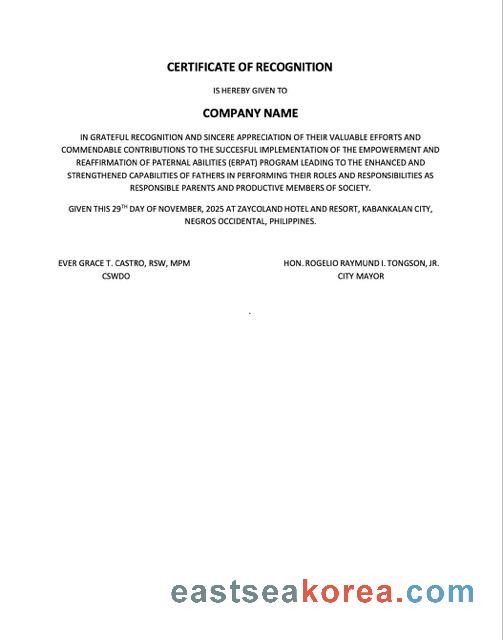 CERTIFICATE OF RECOGNITION
IS HEREBY GIVEN TO
COMPANY NAME
IN GRATEFUL RECOGNITION AND SINCERE APPRECIATION OF THEIR VALUABLE EFFORTS AND
COMMENDABLE CONTRIBUTIONS TO THE SUCCESFUL IMPLEMENTATION OF THE EMPOWERMENT AND
REAFFIRMATION OF PATERNAL ABILITIES (ERPAT) PROGRAM LEADING TO THE ENHANCED AND
STRENGTHENED CAPABILITIES OF FATHERS IN PERFORMING THEIR ROLES AND RESPONSIBILITIES AS
RESPONSIBLE PARENTS AND PRODUCTIVE MEMBERS OF SOCIETY.
GIVEN THIS 29TH DAY OF NOVEMBER, 2025 AT ZAYCOLAND HOTEL AND RESORT, KABANKALAN CITY,
NEGROS OCCIDENTAL, PHILIPPINES.
EVER GRACE T. CASTRO, RSW, MPM
CSWDO
HON. ROGELIO RAYMUND I. TONGSON, JR.
CITY MAYOR
.
eastseakorea.com